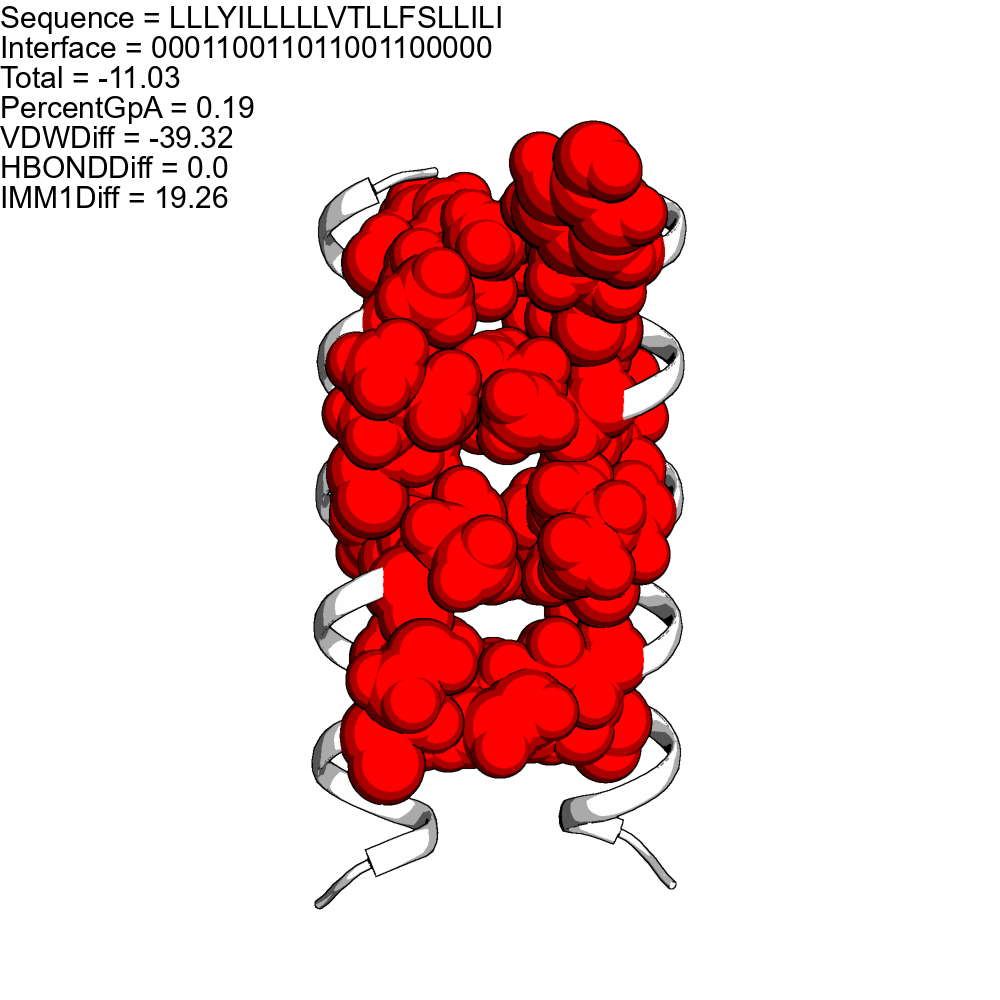 Sequence = LLLYILLLLLVTLLFSLLILI
Interface = 000110011011001100000
Total = -11.03
PercentGpA = 0.19
VDWDiff = -39.32
HBONDDiff = 0.0
IMM1Diff = 19.26